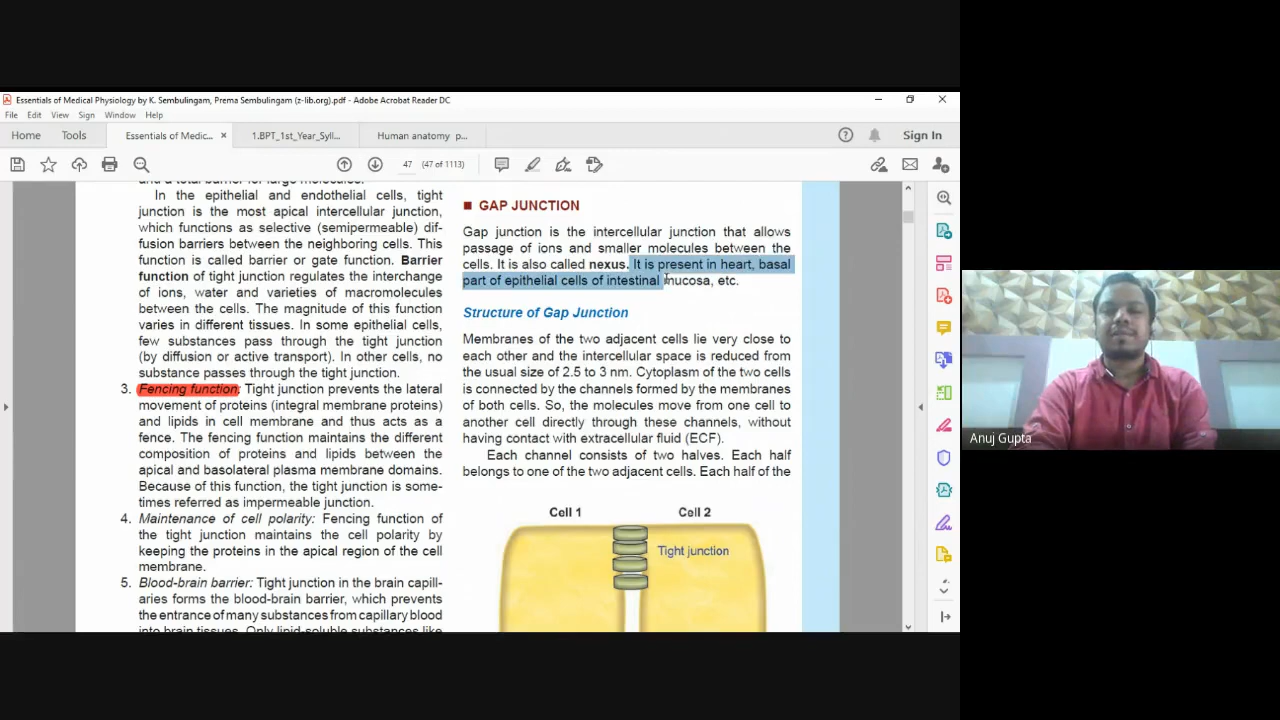 Essentials of Medical Physiology by K. Sembulingam, Prema Sembulingam (z-lib.org).pdf - Adobe Acrobat Reader DC
File Edit View Sign Window Help
Home Tools Essentials of Medic... × 1.BPT_1st_Year_Syll... Human anatomy p... Sign In
47 (47 of 1113)
and a total barrier for large molecules.
In the epithelial and endothelial cells, tight
junction is the most apical intercellular junction,
which functions as selective (semipermeable) dif-
fusion barriers between the neighboring cells. This
function is called barrier or gate function. Barrier
function of tight junction regulates the interchange
of ions, water and varieties of macromolecules
between the cells. The magnitude of this function
varies in different tissues. In some epithelial cells,
few substances pass through the tight junction
(by diffusion or active transport). In other cells, no
substance passes through the tight junction.
3. Fencing function: Tight junction prevents the lateral
movement of proteins (integral membrane proteins)
and lipids in cell membrane and thus acts as a
fence. The fencing function maintains the different
composition of proteins and lipids between the
apical and basolateral plasma membrane domains.
Because of this function, the tight junction is some-
times referred as impermeable junction.
4. Maintenance of cell polarity: Fencing function of
the tight junction maintains the cell polarity by
keeping the proteins in the apical region of the cell
membrane.
5. Blood-brain barrier: Tight junction in the brain capill-
aries forms the blood-brain barrier, which prevents
the entrance of many substances from capillary blood
into brain tissues. Only lipid-soluble substances like
GAP JUNCTION
Gap junction is the intercellular junction that allows
passage of ions and smaller molecules between the
cells. It is also called nexus. It is present in heart, basal
part of epithelial cells of intestinal mucosa, etc.
Structure of Gap Junction
Membranes of the two adjacent cells lie very close to
each other and the intercellular space is reduced from
the usual size of 2.5 to 3 nm. Cytoplasm of the two cells
is connected by the channels formed by the membranes
of both cells. So, the molecules move from one cell to
another cell directly through these channels, without
having contact with extracellular fluid (ECF).
Each channel consists of two halves. Each half
belongs to one of the two adjacent cells. Each half of the
Cell 1 Cell 2
Tight junction
Anuj Gupta